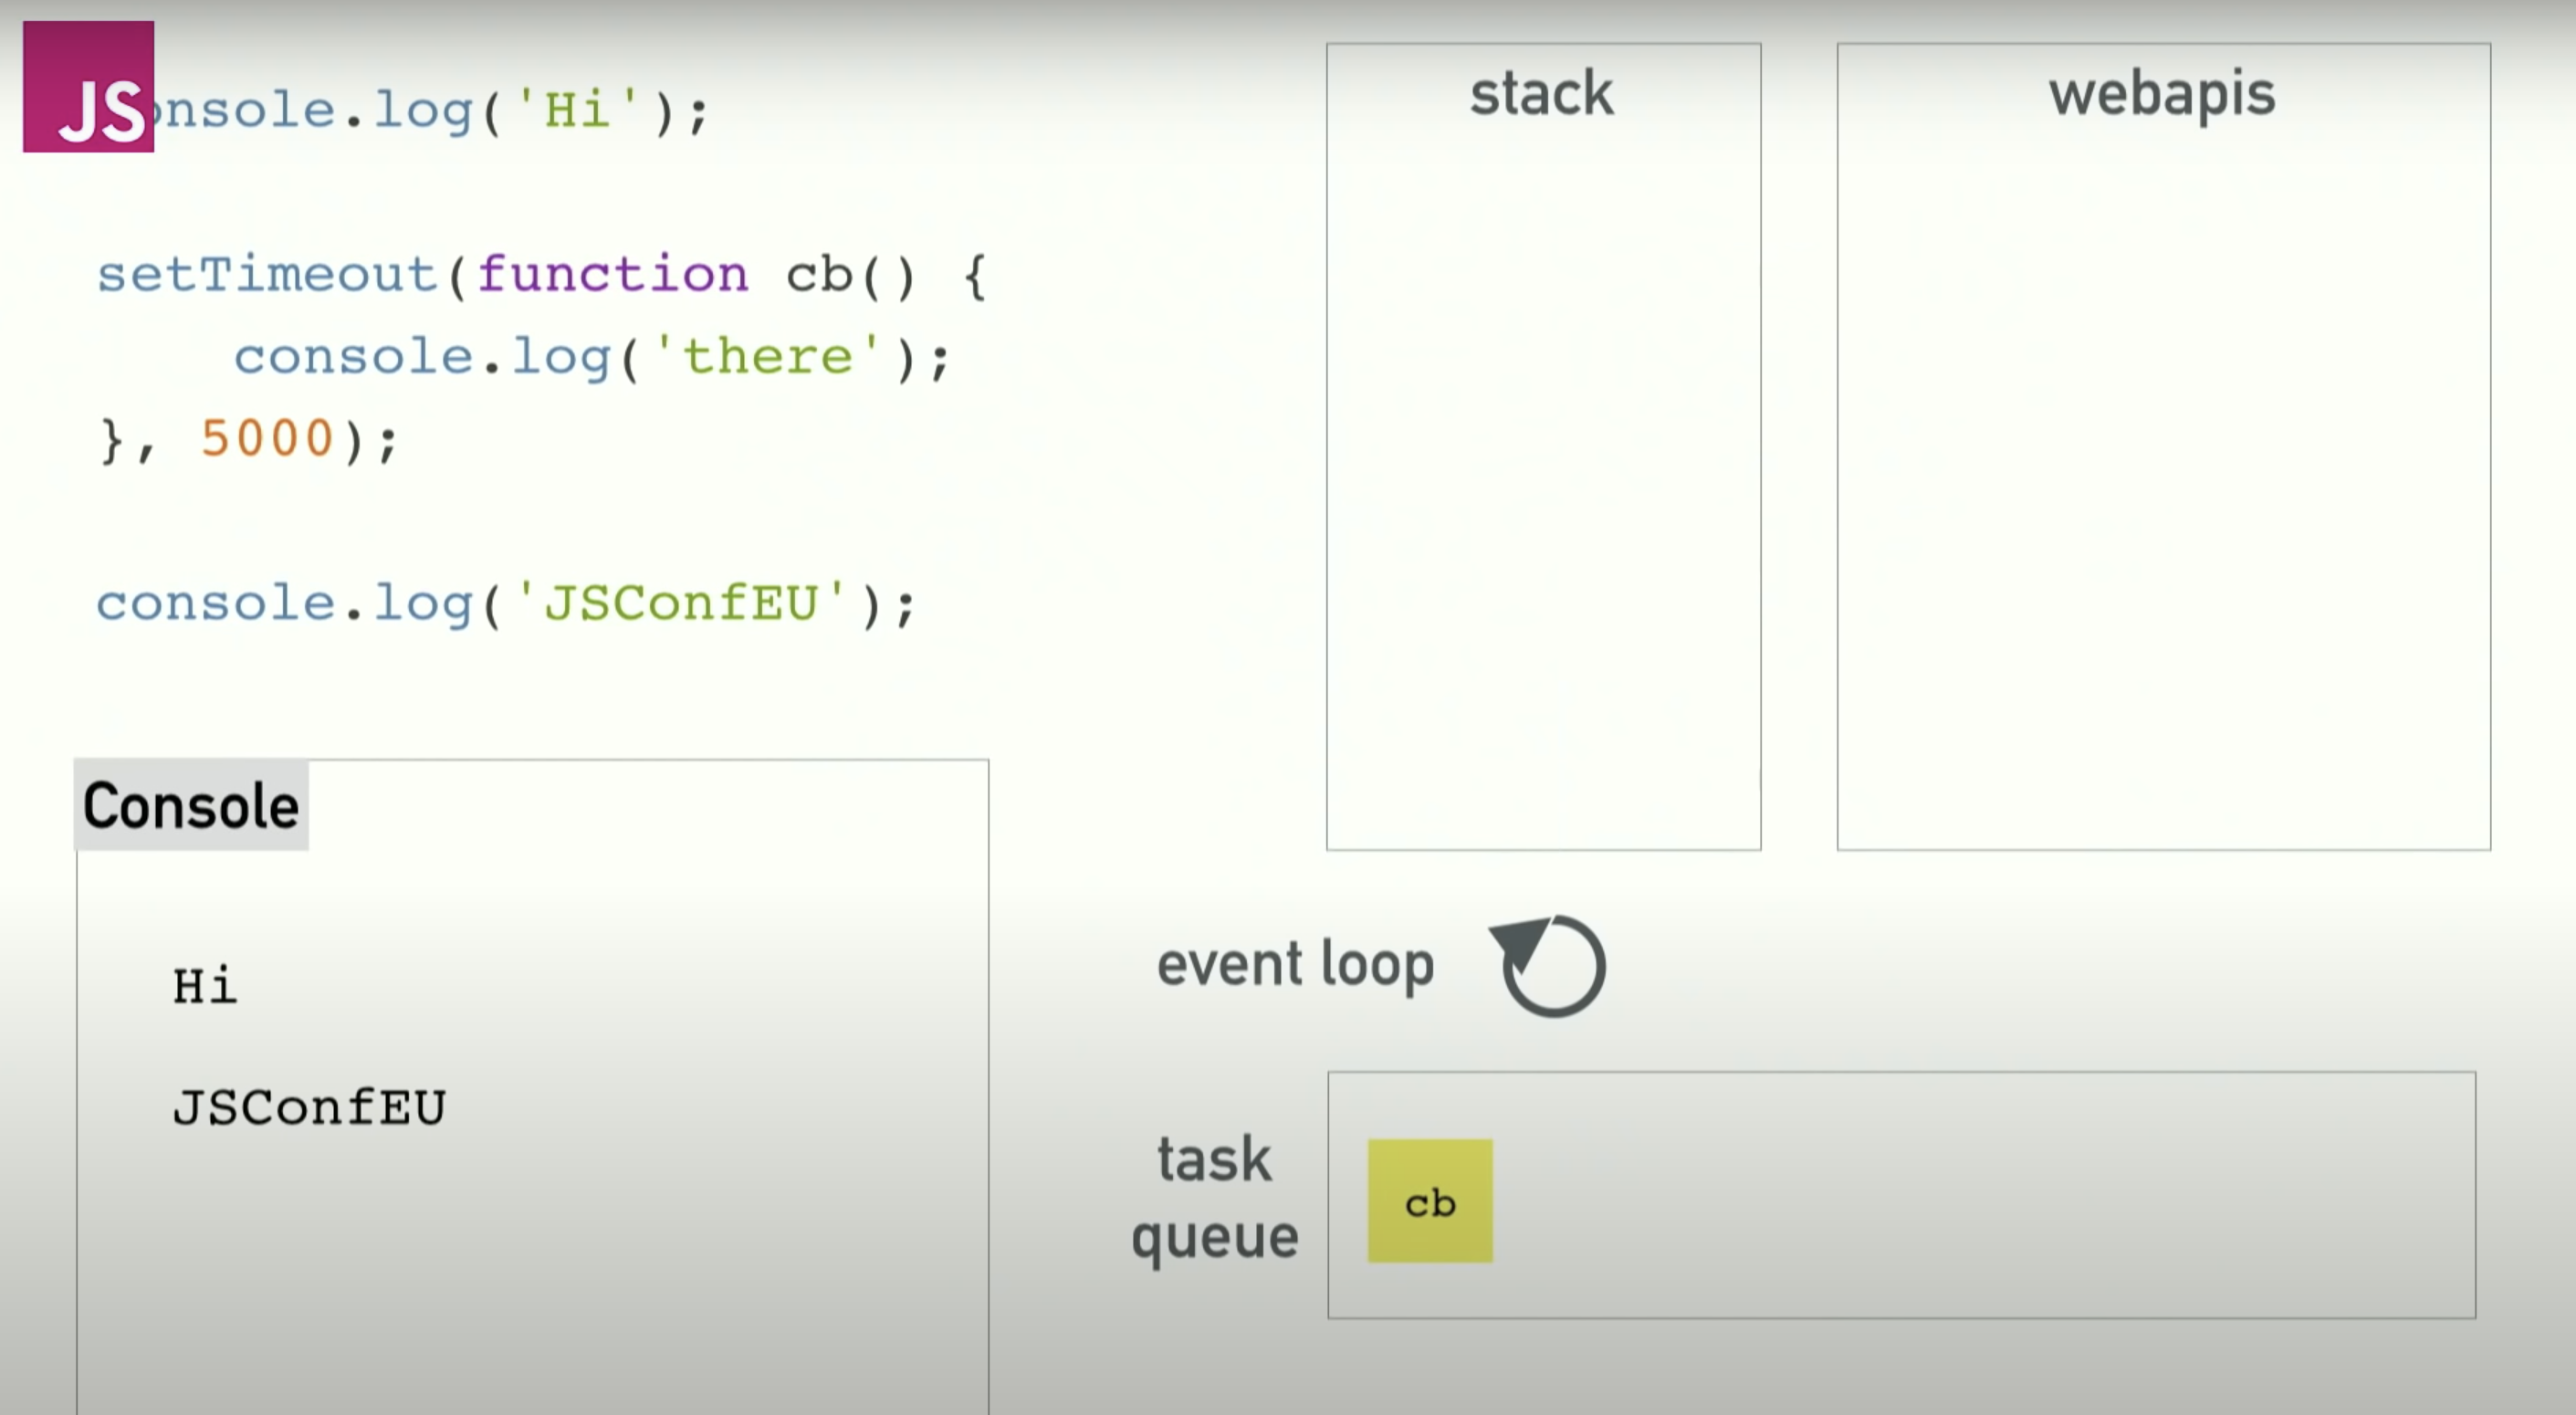 JS
onsole.log('Hi');
setTimeout(function cb() {
    console.log('there');
}, 5000);
console.log('JSConfEU');
Console
Hi
JSConfEU
stack
webapis
event loop
task
queue
cb